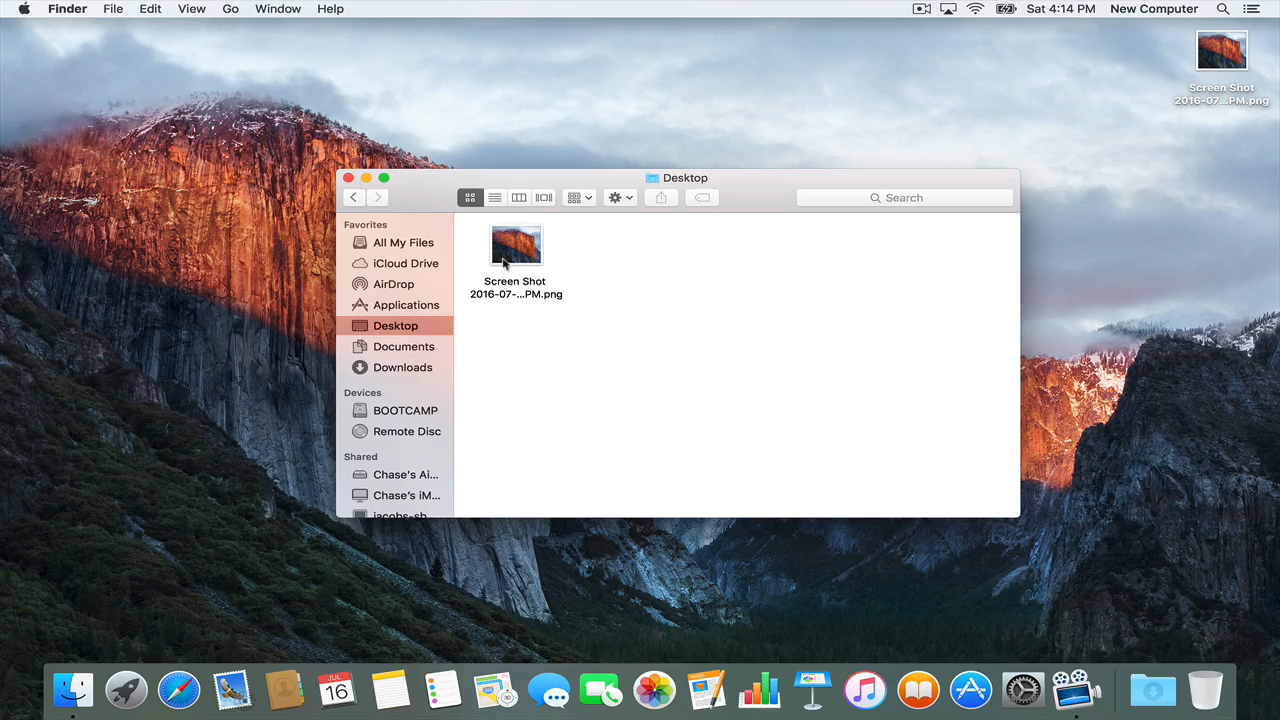 Finder File Edit View Go Window Help Sat 4:14 PM New Computer
Screen Shot
2016-07...PM.png
Desktop
Search
Favorites
All My Files
iCloud Drive
AirDrop
Applications
Desktop
Documents
Downloads
Devices
BOOTCAMP
Remote Disc
Shared
Chase's Ai...
Chase's iM...
jacobs-sb
Screen Shot
2016-07-...PM.png
JUL
16